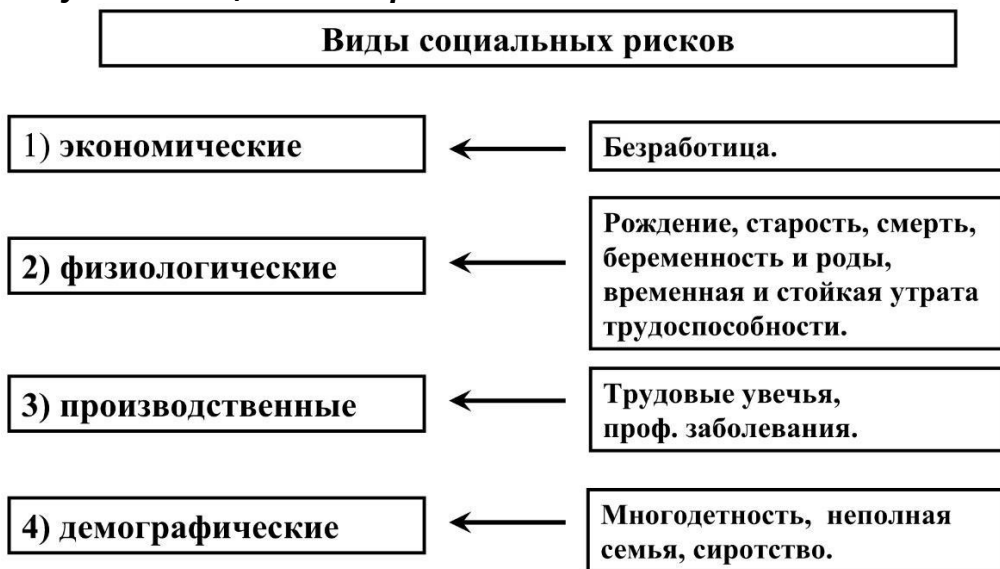 Виды социальных рисков
1) экономические
Безработица.
2) физиологические
Рождение, старость, смерть,
беременность и роды,
временная и стойкая утрата
трудоспособности.
3) производственные
Трудовые увечья,
проф. заболевания.
4) демографические
Многодетность, неполная
семья, сиротство.